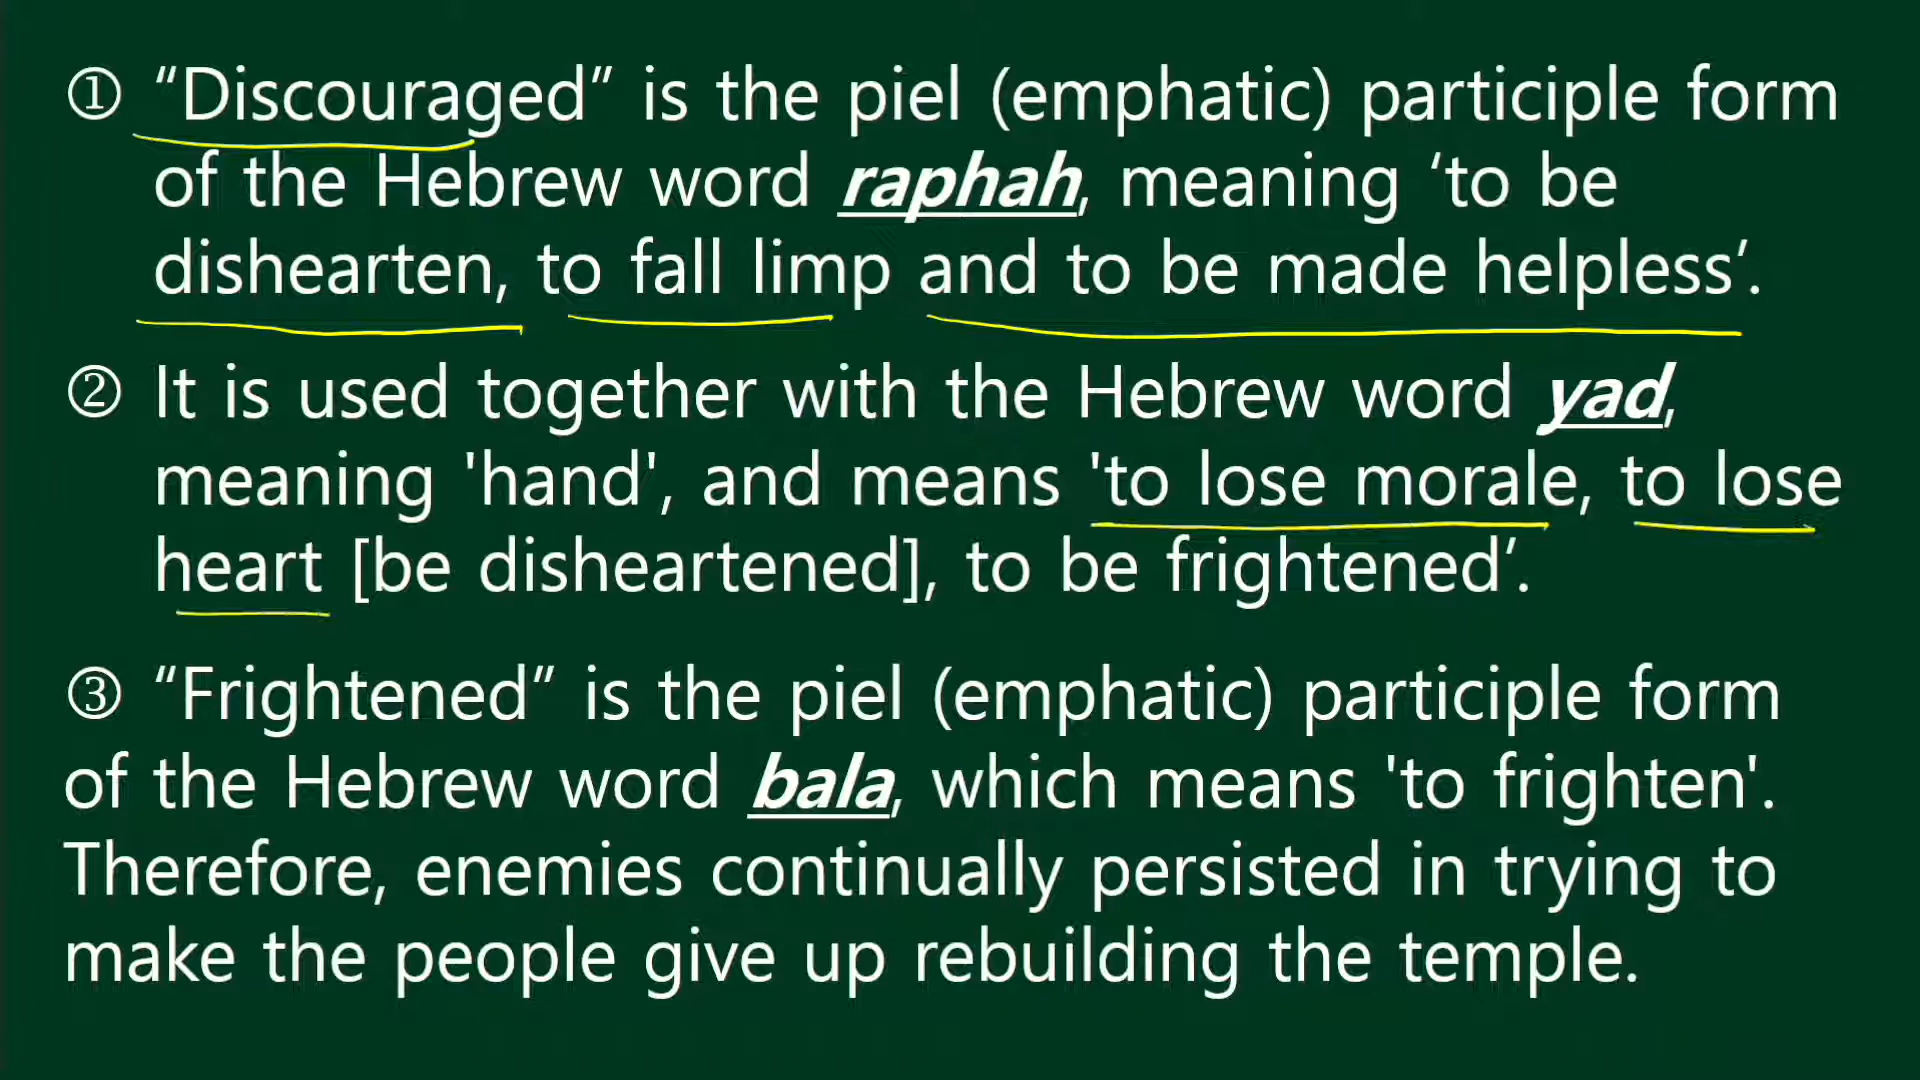 ① “Discouraged” is the piel (emphatic) participle form
of the Hebrew word raphah, meaning ‘to be
dishearten, to fall limp and to be made helpless’.
② It is used together with the Hebrew word yad,
meaning 'hand', and means 'to lose morale, to lose
heart [be disheartened], to be frightened’.
③ “Frightened” is the piel (emphatic) participle form
of the Hebrew word bala, which means 'to frighten'.
Therefore, enemies continually persisted in trying to
make the people give up rebuilding the temple.